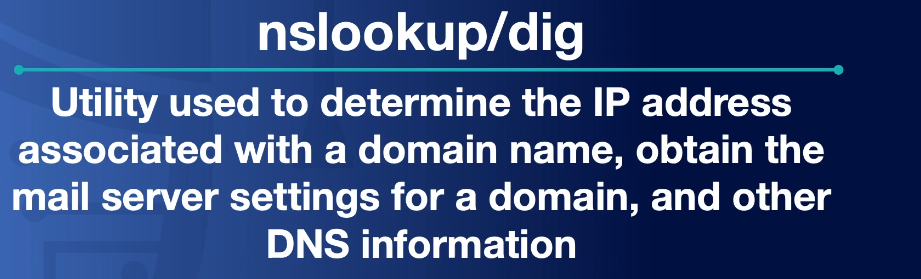 nslookup/dig
Utility used to determine the IP address
associated with a domain name, obtain the
mail server settings for a domain, and other
DNS information